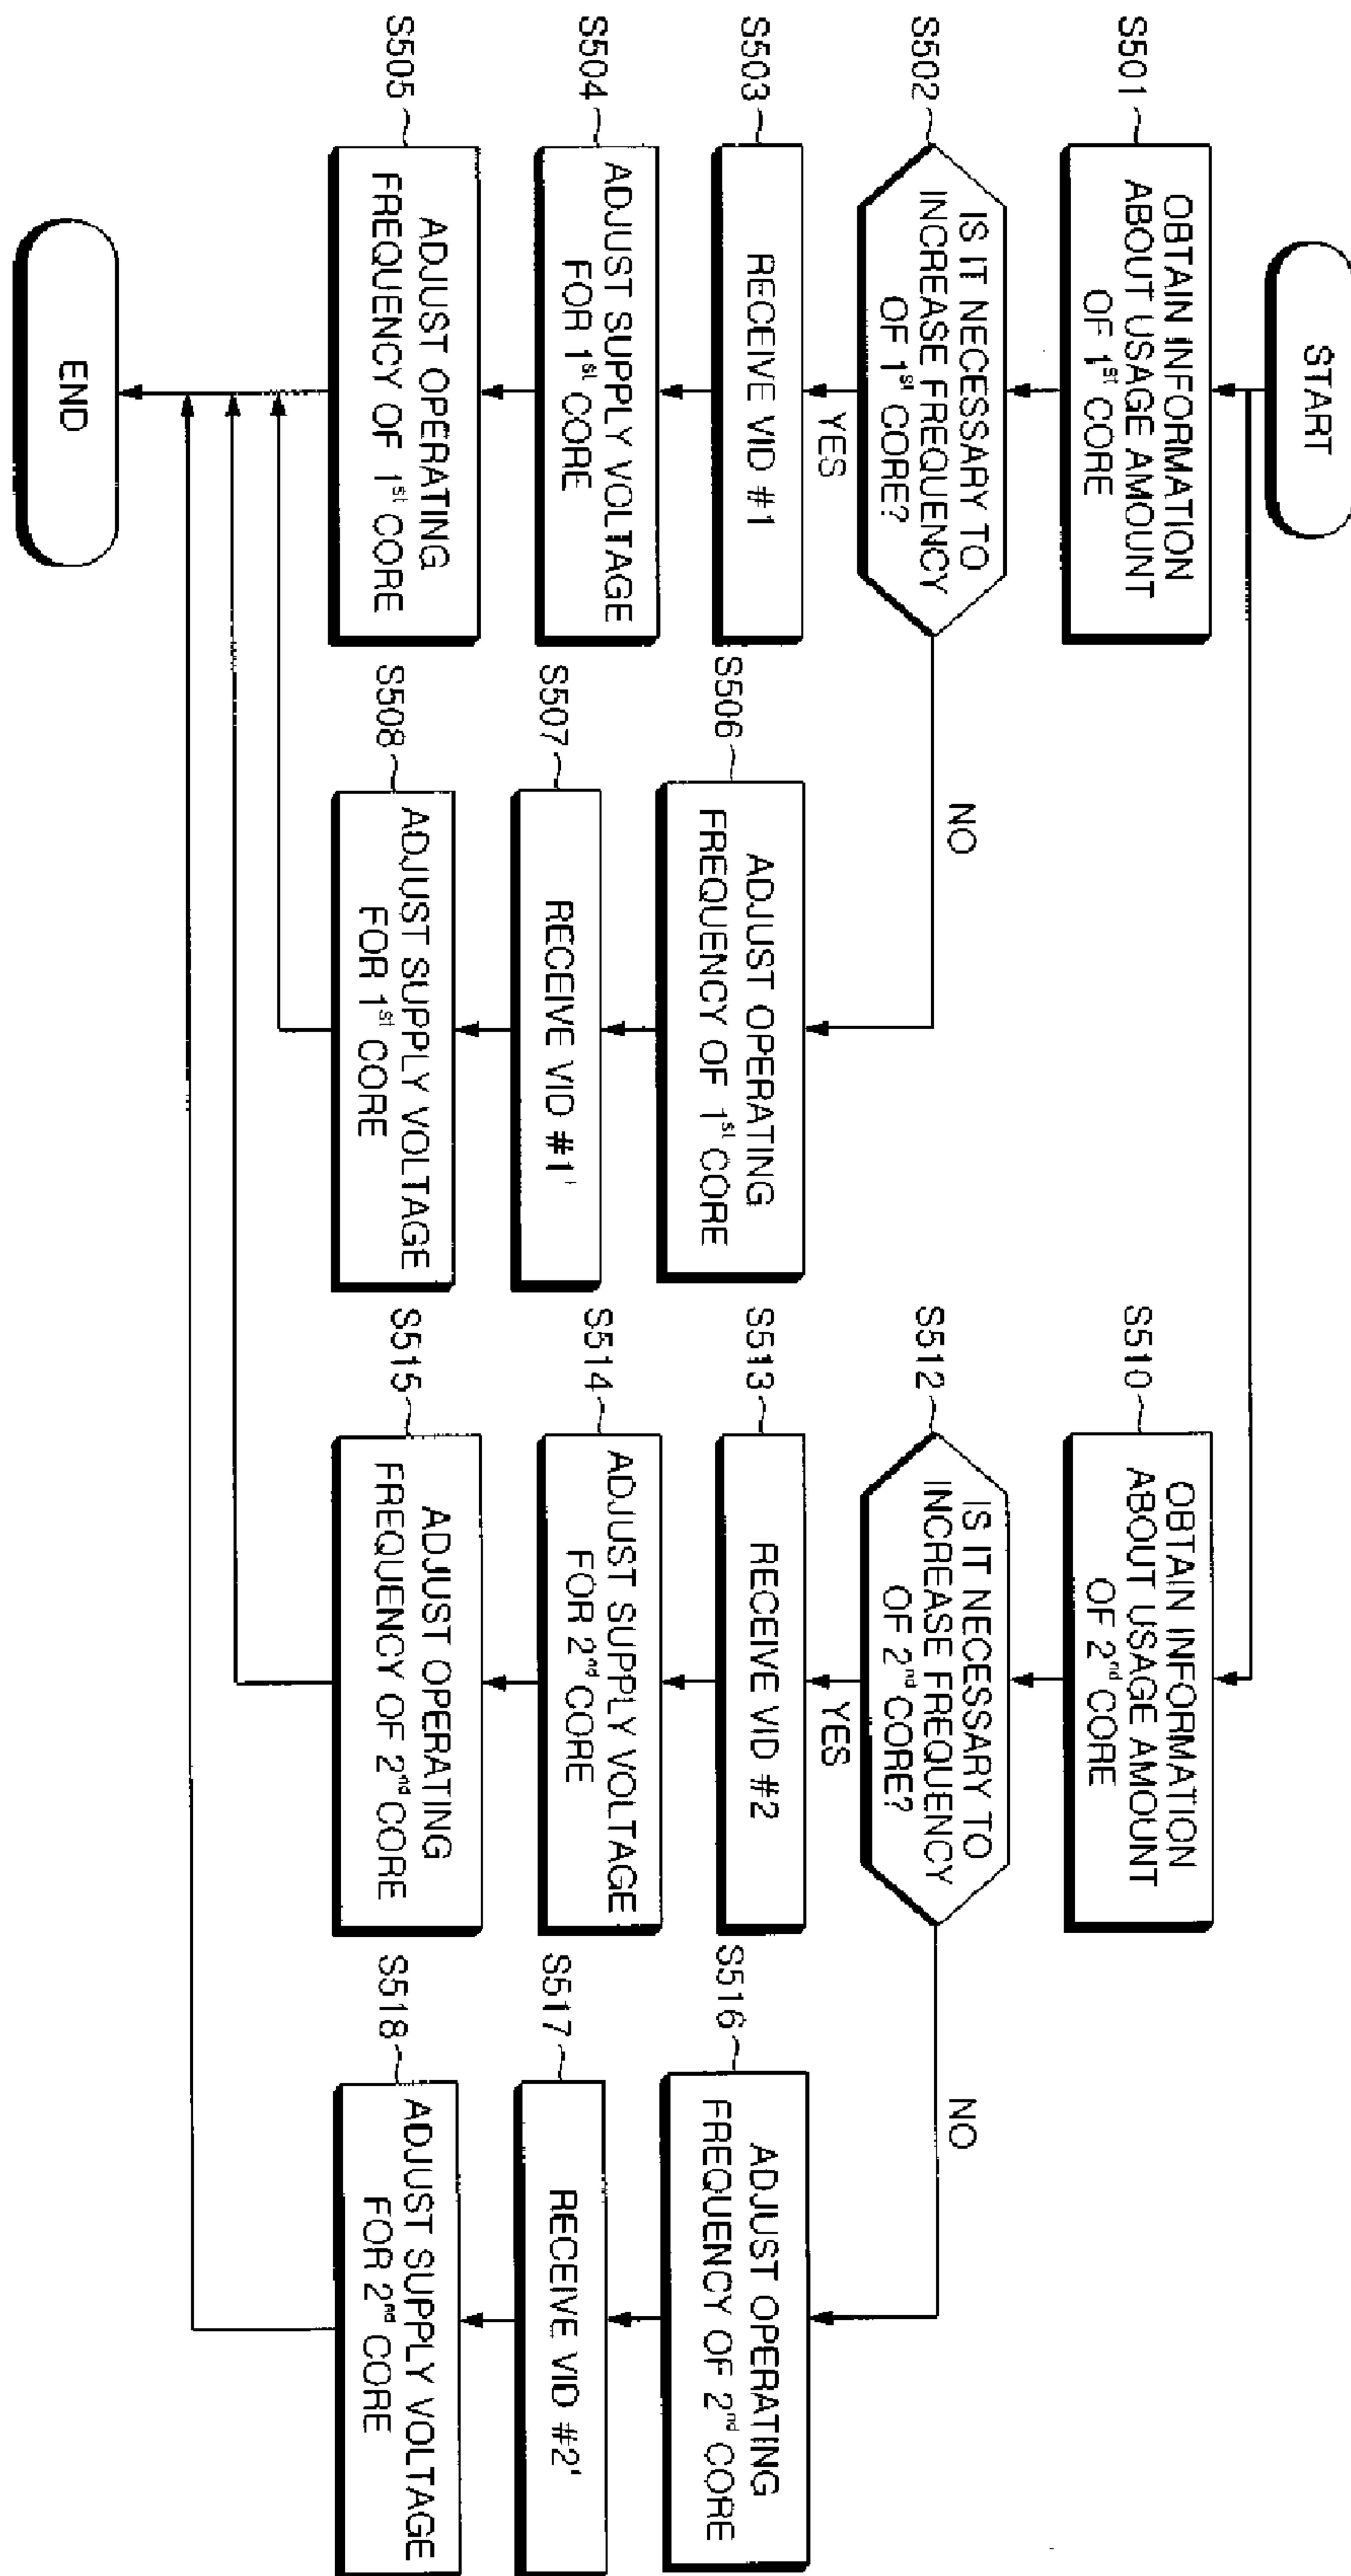 START
S501
OBTAIN INFORMATION
ABOUT USAGE AMOUNT
OF 1st CORE
S502
IS IT NECESSARY TO
INCREASE FREQUENCY
OF 1st CORE?
YES
NO
S503
RECEIVE VID #1
S504
ADJUST SUPPLY VOLTAGE
FOR 1st CORE
S505
ADJUST OPERATING
FREQUENCY OF 1st CORE
S506
ADJUST OPERATING
FREQUENCY OF 1st CORE
S507
RECEIVE VID #1'
S508
ADJUST SUPPLY VOLTAGE
FOR 1st CORE
S510
OBTAIN INFORMATION
ABOUT USAGE AMOUNT
OF 2nd CORE
S512
IS IT NECESSARY TO
INCREASE FREQUENCY
OF 2nd CORE?
YES
NO
S513
RECEIVE VID #2
S514
ADJUST SUPPLY VOLTAGE
FOR 2nd CORE
S515
ADJUST OPERATING
FREQUENCY OF 2nd CORE
S516
ADJUST OPERATING
FREQUENCY OF 2nd CORE
S517
RECEIVE VID #2'
S518
ADJUST SUPPLY VOLTAGE
FOR 2nd CORE
END